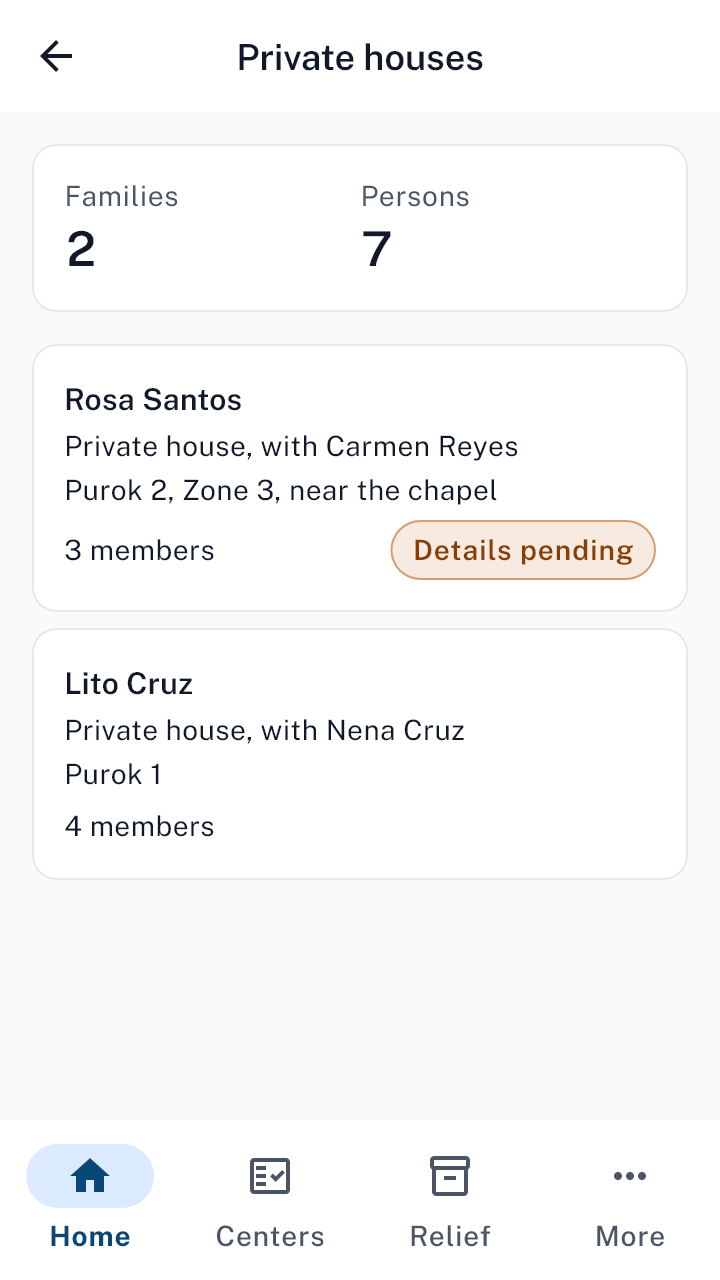 Private houses
Families
Persons
2
7
Rosa Santos
Private house, with Carmen Reyes
Purok 2, Zone 3, near the chapel
3 members
Details pending
Lito Cruz
Private house, with Nena Cruz
Purok 1
4 members
Home
Centers
Relief
More